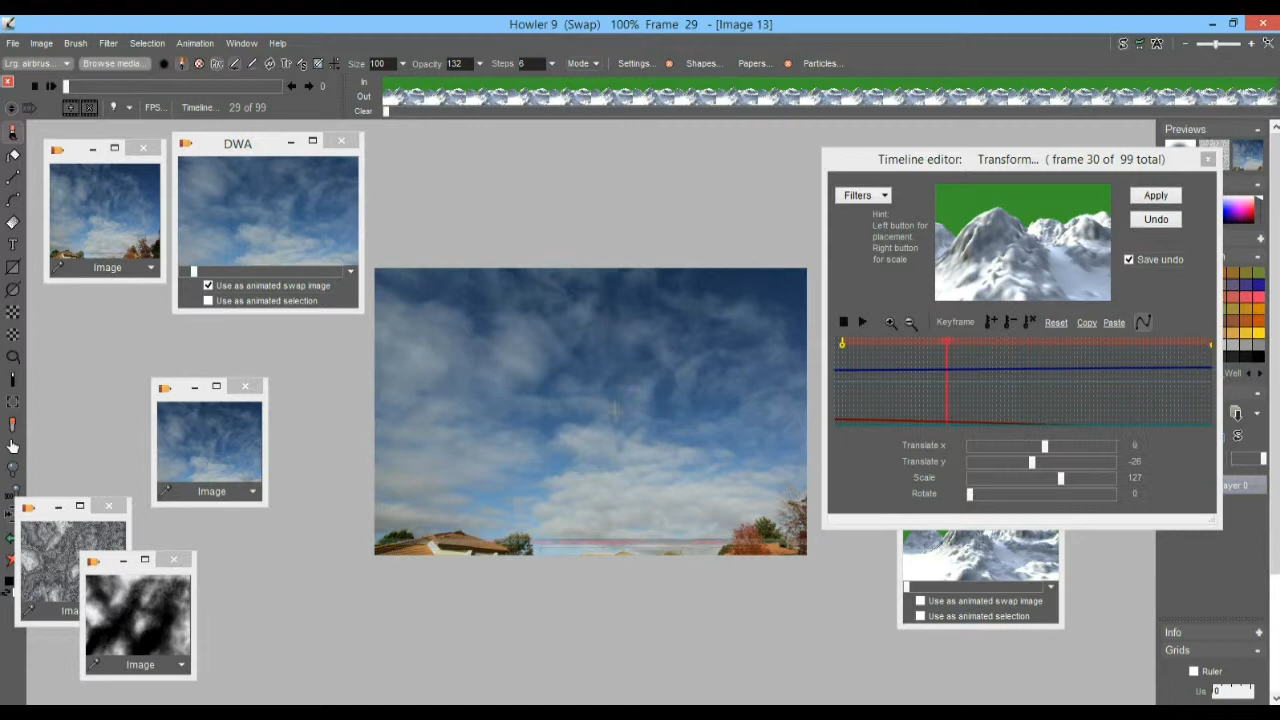 Howler 9 (Swap) 100% Frame 29 - [Image 13]
File Image Brush Filter Selection Animation Window Help
Lrg. airbrus... Browse media... Size 100 Opacity 132 Steps 6 Mode Settings... Shapes... Papers... Particles...
0
In
Out
Clear
FPS... Timeline... 29 of 99
DWA
Use as animated swap image
Use as animated selection
Image
Image
Image
Timeline editor: Transform... ( frame 30 of 99 total)
Filters
Hint:
Left button for
placement.
Right button
for scale
Apply
Undo
Save undo
Keyframe Reset Copy Paste
Translate x 0
Translate y -26
Scale 127
Rotate 0
Use as animated swap image
Use as animated selection
Previews
Well
Info
Grids
Ruler
0